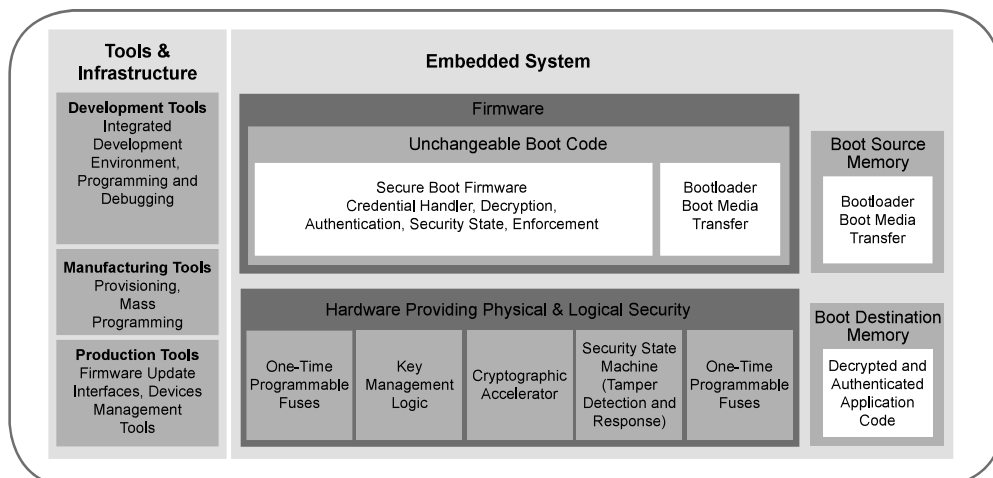 Tools &
Infrastructure
Development Tools
Integrated
Development
Environment,
Programming and
Debugging
Manufacturing Tools
Provisioning,
Mass
Programming
Production Tools
Firmware Update
Interfaces, Devices
Management
Tools
Embedded System
Firmware
Unchangeable Boot Code
Secure Boot Firmware
Credential Handler, Decryption,
Authentication, Security State, Enforcement
Bootloader
Boot Media
Transfer
Boot Source
Memory
Bootloader
Boot Media
Transfer
Hardware Providing Physical & Logical Security
One-Time
Programmable
Fuses
Key
Management
Logic
Cryptographic
Accelerator
Security State
Machine
(Tamper
Detection and
Response)
One-Time
Programmable
Fuses
Boot Destination
Memory
Decrypted and
Authenticated
Application
Code